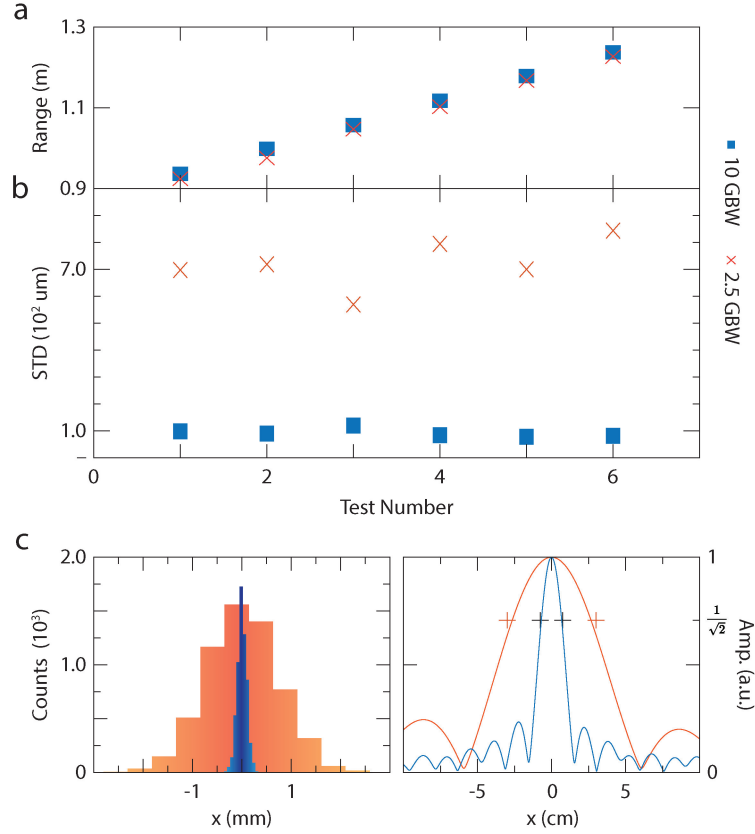 a
1.3
1.1
0.9
Range (m)
b
7.0
1.0
STD (10² um)
0
2
4
6
Test Number
10 GBW
2.5 GBW
c
2.0
1.0
0
Counts (10³)
-1
1
x (mm)
1
1/√2
0
Amp. (a.u.)
-5
0
5
x (cm)